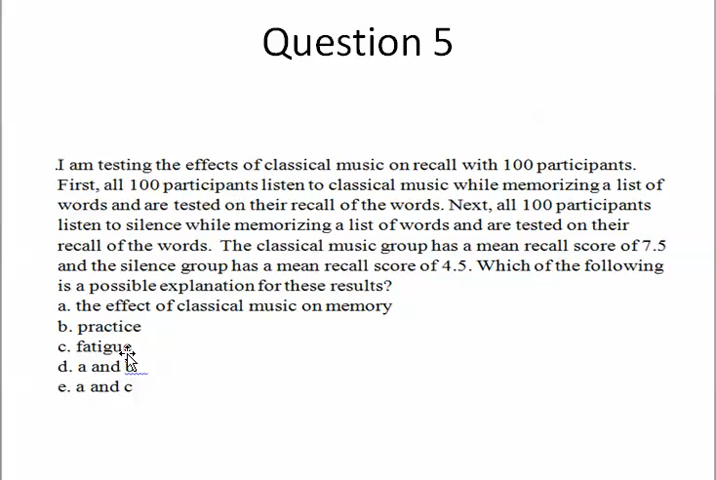 Question 5
.I am testing the effects of classical music on recall with 100 participants.
First, all 100 participants listen to classical music while memorizing a list of
words and are tested on their recall of the words. Next, all 100 participants
listen to silence while memorizing a list of words and are tested on their
recall of the words.  The classical music group has a mean recall score of 7.5
and the silence group has a mean recall score of 4.5. Which of the following
is a possible explanation for these results?
a. the effect of classical music on memory
b. practice
c. fatigue
d. a and b
e. a and c